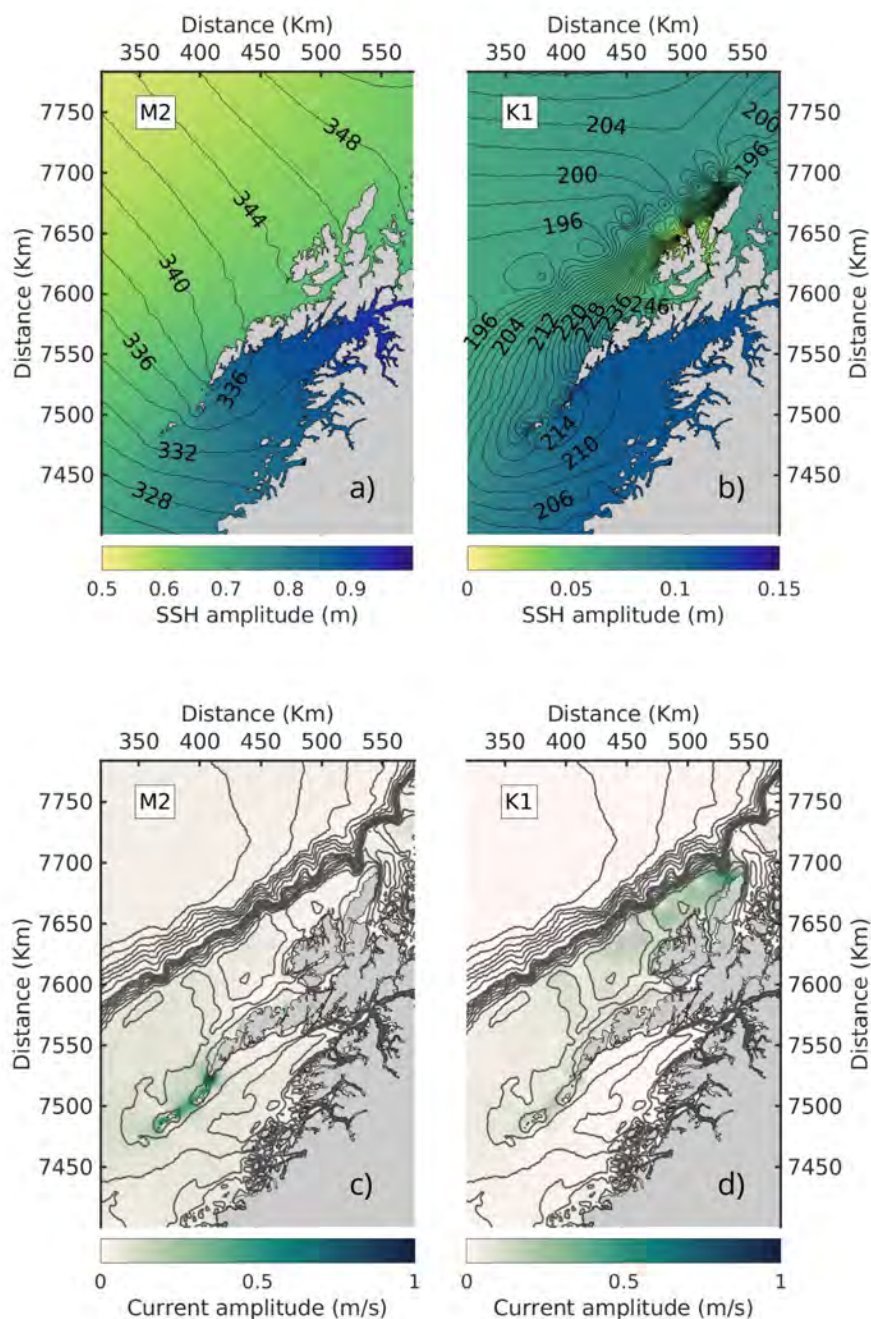 Distance (Km)
Distance (Km)
350 400 450 500 550
350 400 450 500 550
M2
K1
7750
7700
7650
7600
7550
7500
7450
Distance (Km)
348
344
340
336
336
332
328
a)
204
200
200
196
196
196
204
212
220
228
236
246
214
210
206
b)
7750
7700
7650
7600
7550
7500
7450
Distance (Km)
0.5 0.6 0.7 0.8 0.9
0 0.05 0.1 0.15
SSH amplitude (m)
SSH amplitude (m)
Distance (Km)
Distance (Km)
350 400 450 500 550
350 400 450 500 550
M2
K1
7750
7700
7650
7600
7550
7500
7450
Distance (Km)
c)
d)
7750
7700
7650
7600
7550
7500
7450
Distance (Km)
0 0.5 1
0 0.5 1
Current amplitude (m/s)
Current amplitude (m/s)